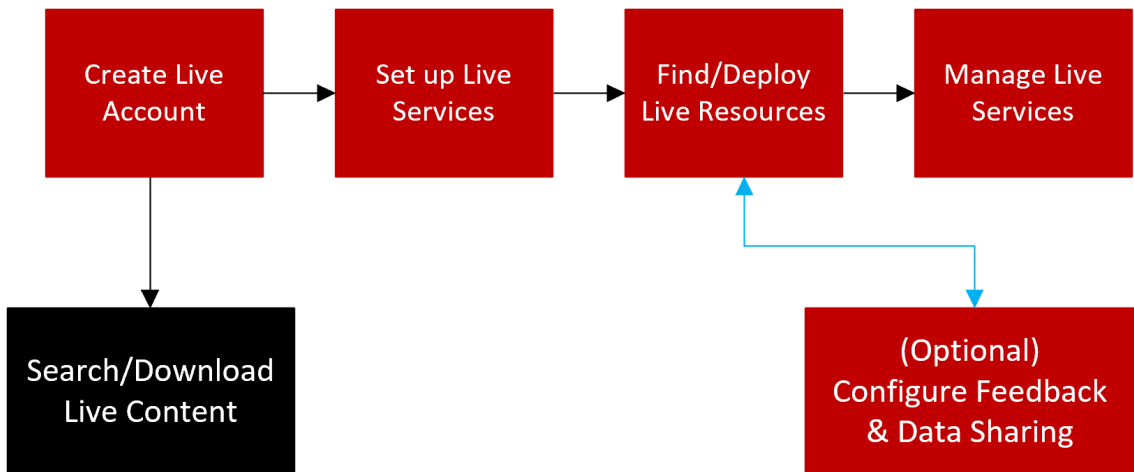 Create Live
Account
Set up Live
Services
Find/Deploy
Live Resources
Manage Live
Services
Search/Download
Live Content
(Optional)
Configure Feedback
& Data Sharing